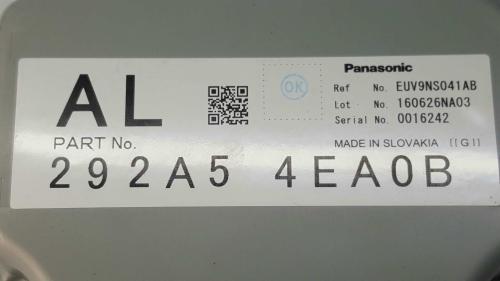 AL
OK
Panasonic
Ref No. EUV9NS041AB
Lot No. 160626NA03
Serial No. 0016242
PART No.
MADE IN SLOVAKIA [[G]]
292A5 4EA0B